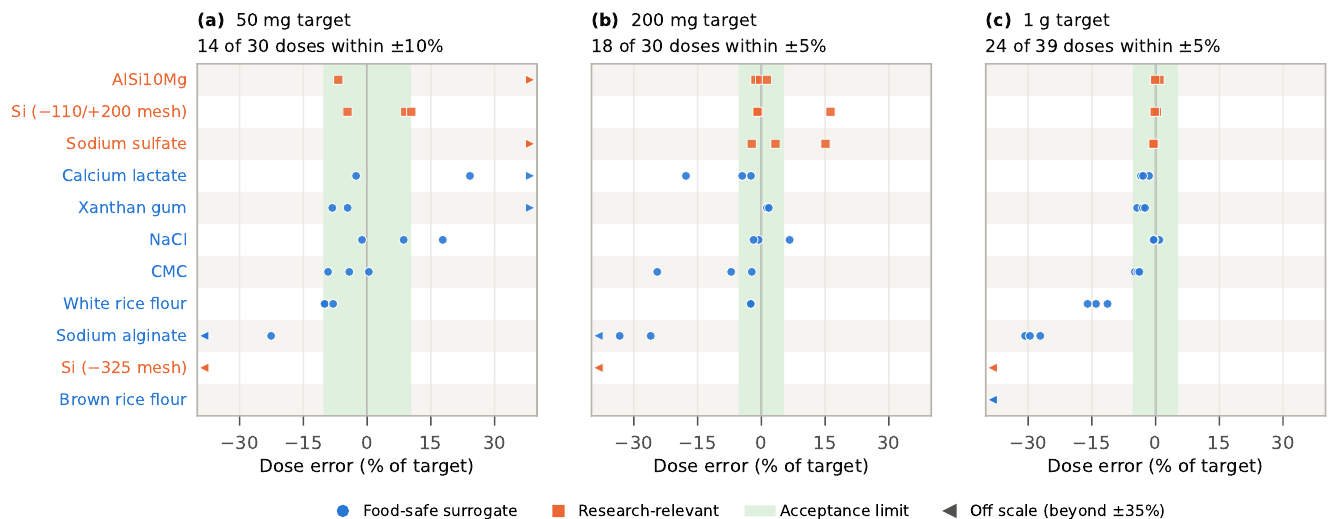 (a) 50 mg target
14 of 30 doses within ±10%
(b) 200 mg target
18 of 30 doses within ±5%
(c) 1 g target
24 of 39 doses within ±5%
AlSi10Mg
Si (−110/+200 mesh)
Sodium sulfate
Calcium lactate
Xanthan gum
NaCl
CMC
White rice flour
Sodium alginate
Si (−325 mesh)
Brown rice flour
−30 −15 0 15 30
Dose error (% of target)
−30 −15 0 15 30
Dose error (% of target)
−30 −15 0 15 30
Dose error (% of target)
Food-safe surrogate Research-relevant Acceptance limit Off scale (beyond ±35%)